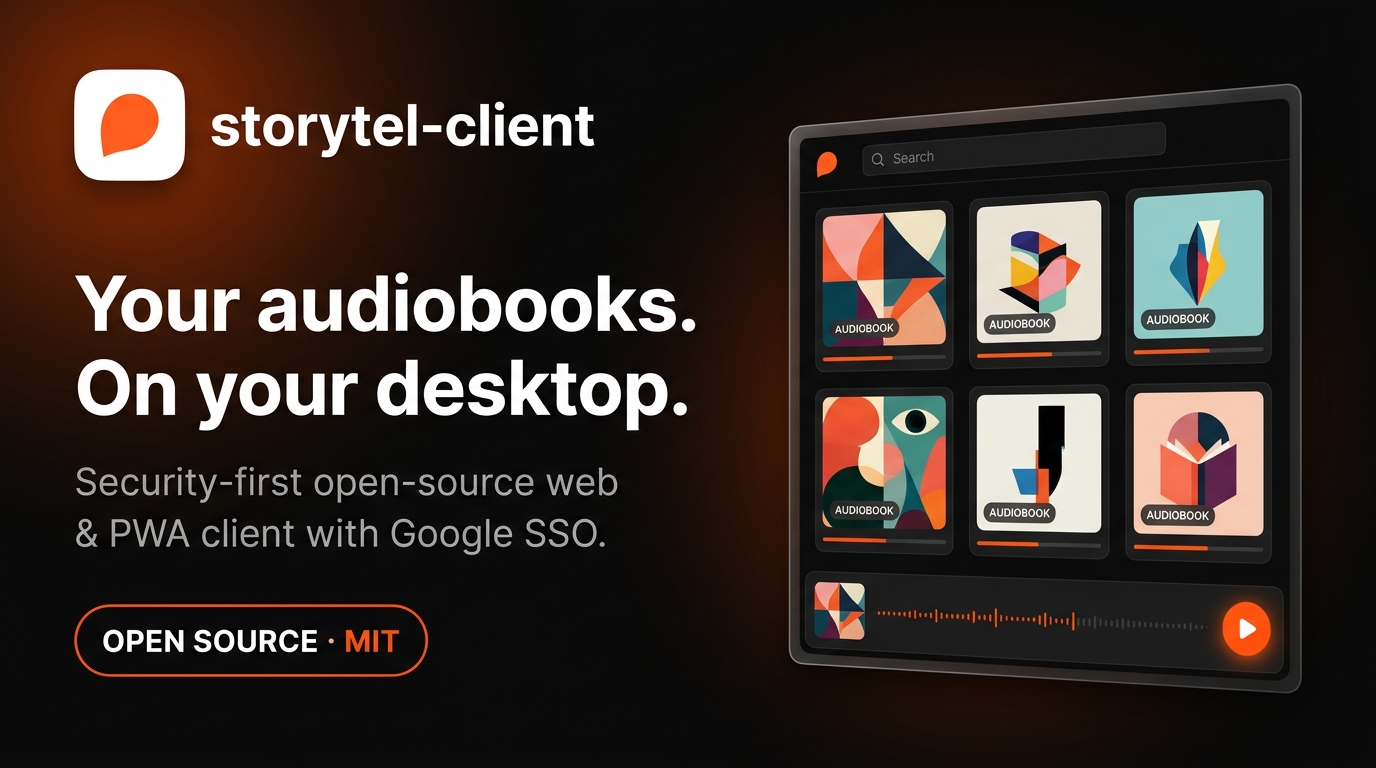 storytel-client
Your audiobooks.
On your desktop.
Security-first open-source web
& PWA client with Google SSO.
OPEN SOURCE · MIT
Search
AUDIOBOOK
AUDIOBOOK
AUDIOBOOK
AUDIOBOOK
AUDIOBOOK
AUDIOBOOK